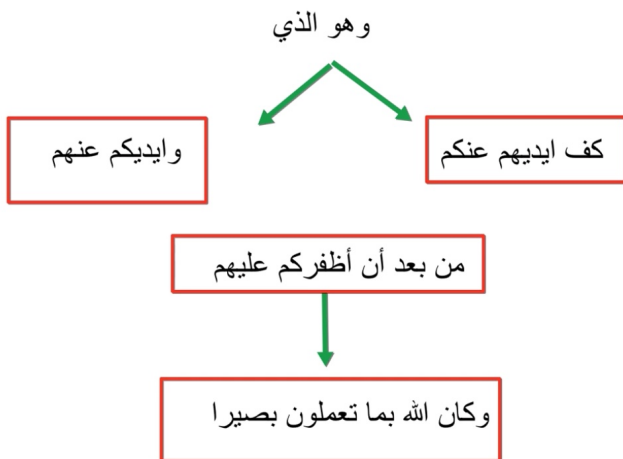 وهو الذي
كف ايديهم عنكم
وايديكم عنهم
من بعد أن أظفركم عليهم
وكان الله بما تعملون بصيرا